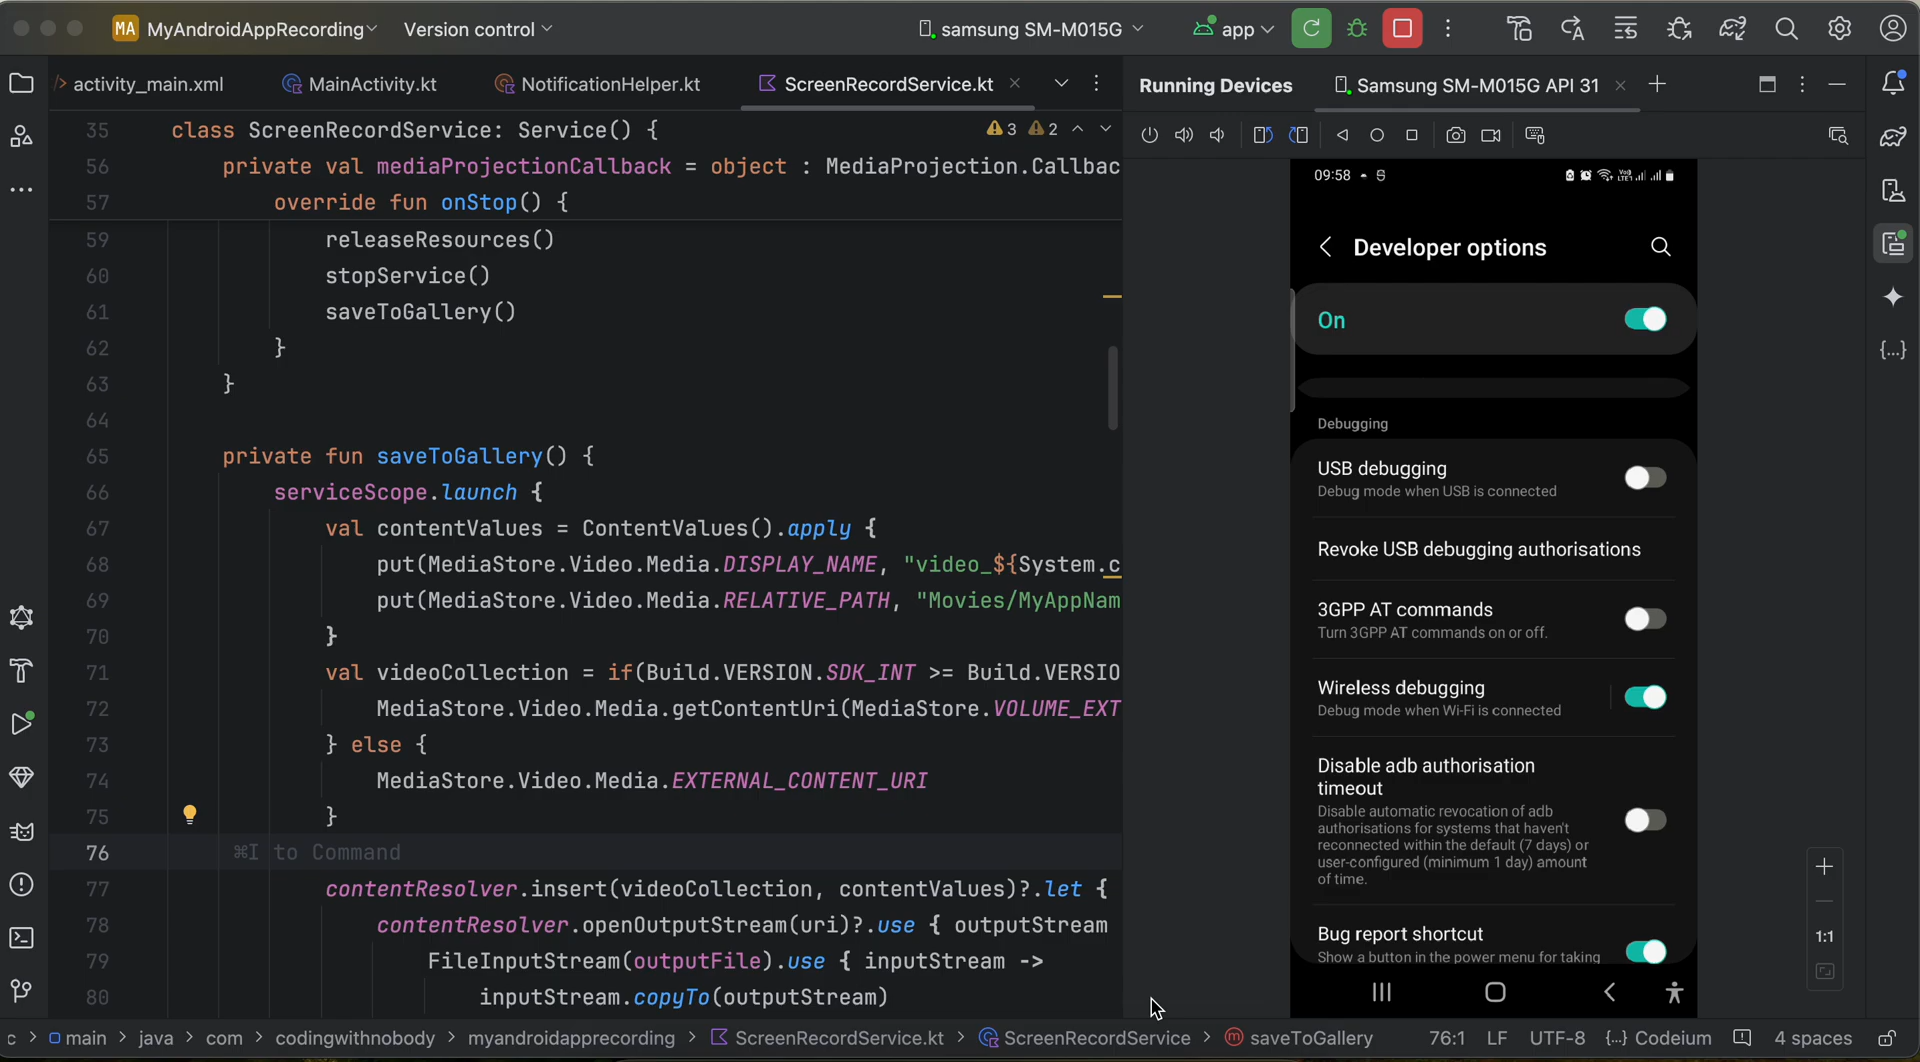 MA MyAndroidAppRecording Version control samsung SM-M015G app
activity_main.xml MainActivity.kt NotificationHelper.kt ScreenRecordService.kt
Running Devices Samsung SM-M015G API 31
35 class ScreenRecordService: Service() { 3 2
56 private val mediaProjectionCallback = object : MediaProjection.Callbac
57 override fun onStop() {
59 releaseResources()
60 stopService()
61 saveToGallery()
62 }
63 }
64
65 private fun saveToGallery() {
66 serviceScope.launch {
67 val contentValues = ContentValues().apply {
68 put(MediaStore.Video.Media.DISPLAY_NAME, "video_${System.c
69 put(MediaStore.Video.Media.RELATIVE_PATH, "Movies/MyAppNam
70 }
71 val videoCollection = if(Build.VERSION.SDK_INT >= Build.VERSIO
72 MediaStore.Video.Media.getContentUri(MediaStore.VOLUME_EXT
73 } else {
74 MediaStore.Video.Media.EXTERNAL_CONTENT_URI
75 }
76 ⌘I to Command
77 contentResolver.insert(videoCollection, contentValues)?.let {
78 contentResolver.openOutputStream(uri)?.use { outputStream
79 FileInputStream(outputFile).use { inputStream ->
80 inputStream.copyTo(outputStream)
09:58
Developer options
On
Debugging
USB debugging
Debug mode when USB is connected
Revoke USB debugging authorisations
3GPP AT commands
Turn 3GPP AT commands on or off.
Wireless debugging
Debug mode when Wi-Fi is connected
Disable adb authorisation
timeout
Disable automatic revocation of adb
authorisations for systems that haven't
reconnected within the default (7 days) or
user-configured (minimum 1 day) amount
of time.
Bug report shortcut
Show a button in the power menu for taking
1:1
c > main > java > com > codingwithnobody > myandroidapprecording > ScreenRecordService.kt > ScreenRecordService > saveToGallery 76:1 LF UTF-8 {...} Codeium 4 spaces